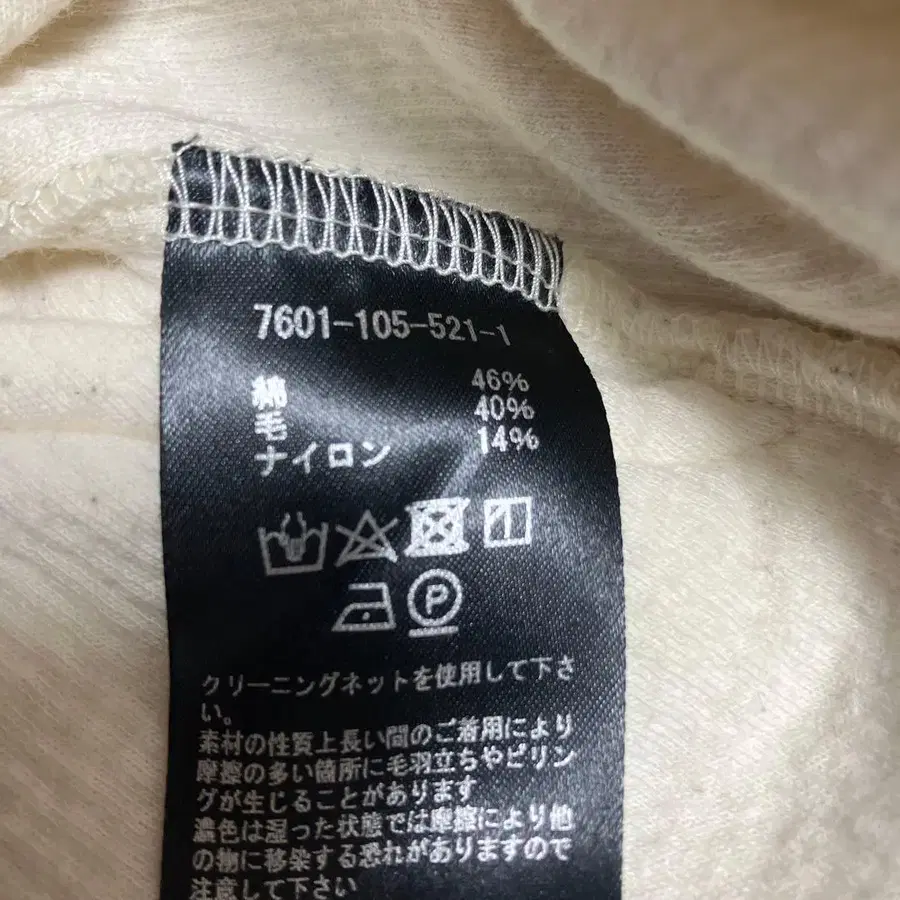 7601-105-521-1
綿 46%
毛 40%
ナイロン 14%
P
クリーニングネットを使用して下さ
い。
素材の性質上長い間のご着用により
摩擦の多い箇所に毛羽立ちやピリン
グが生じることがあります
濃色は湿った状態では摩擦により他
の物に移染する恐れがありますので
注意して下さい